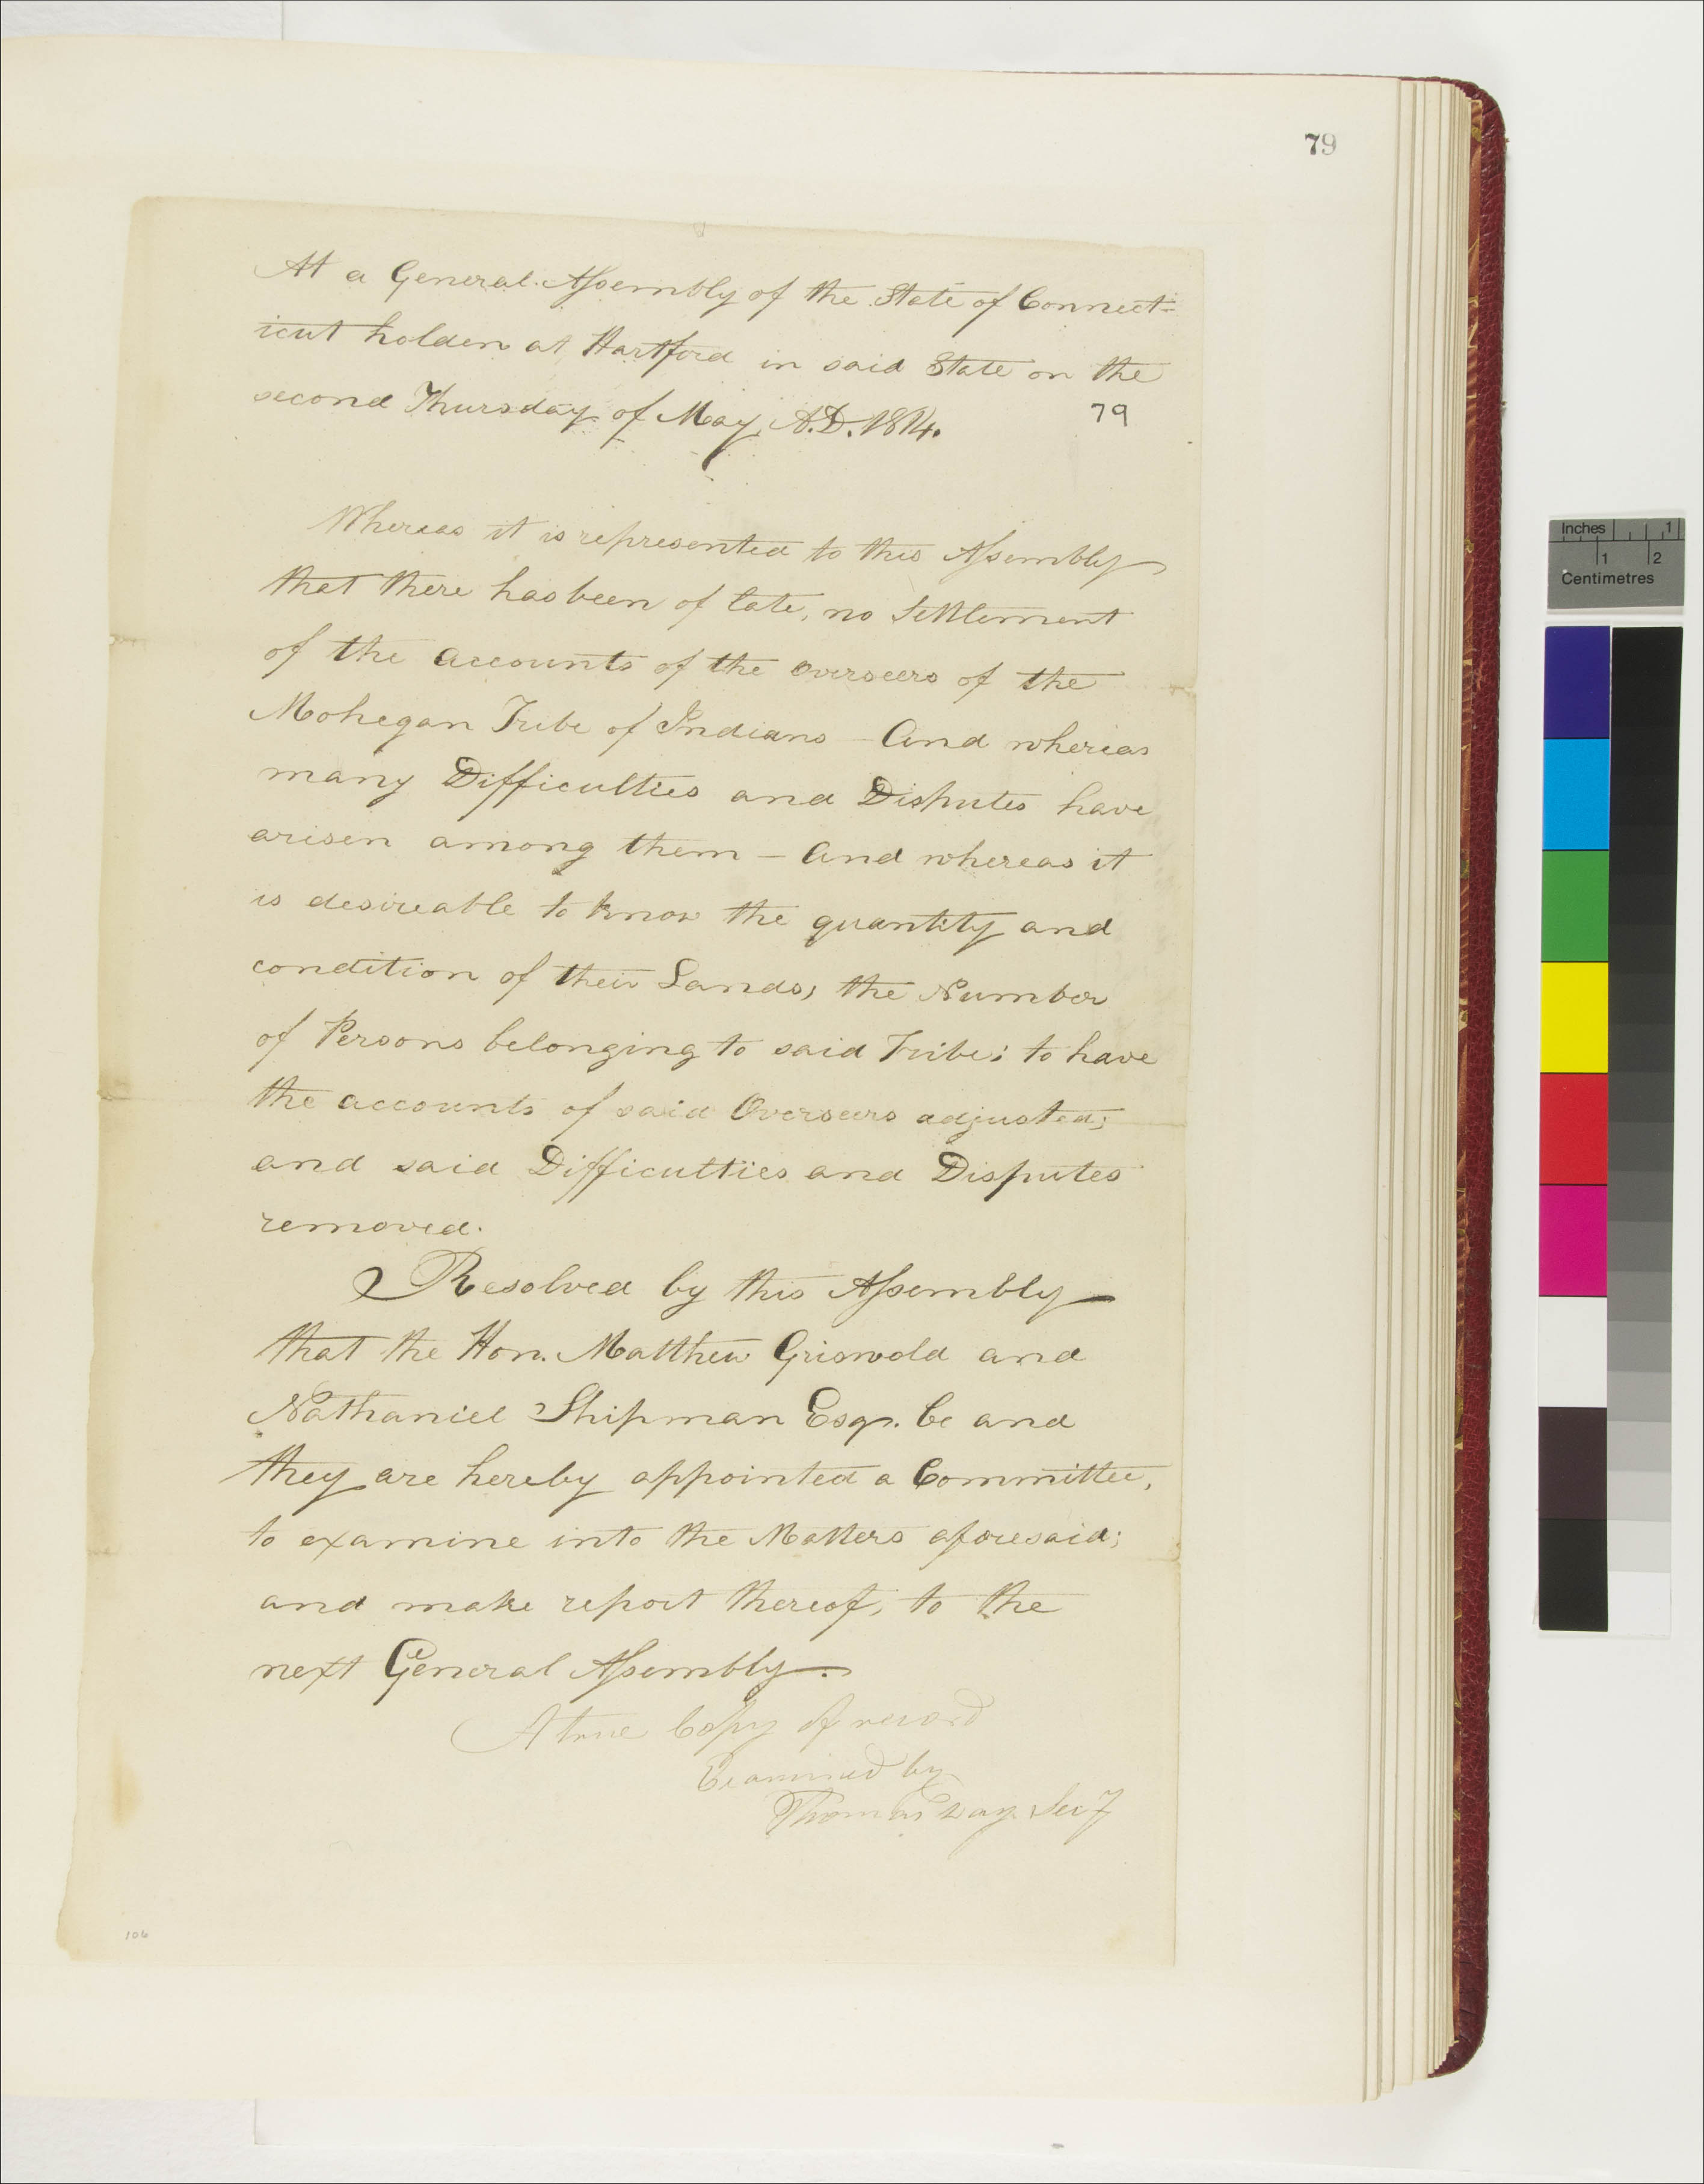 79
At a General Assembly of the State of Connect=
icut holden at Hartford in said State on the
second Thursday of May, A.D. 1814.
79
Whereas it is represented to this Assembly
that there has been of late, no Settlement
of the accounts of the overseers of the
Mohegan Tribe of Indians - And whereas
many Difficulties and Disputes have
arisen among them - And whereas it
is desireable to know the quantity and
condition of their Lands, the Number
of Persons belonging to said Tribe; to have
the accounts of said Overseers adjusted;
and said Difficulties and Disputes
removed.
Resolved by this Assembly
that the Hon. Matthew Griswold and
Nathaniel Shipman Esqr. be and
they are hereby appointed a Committee,
to examine into the Matters aforesaid;
and make report thereof, to the
next General Assembly.
A true Copy of record
Examined by
Thomas Day Secy
106
Inches 1
1 2
Centimetres